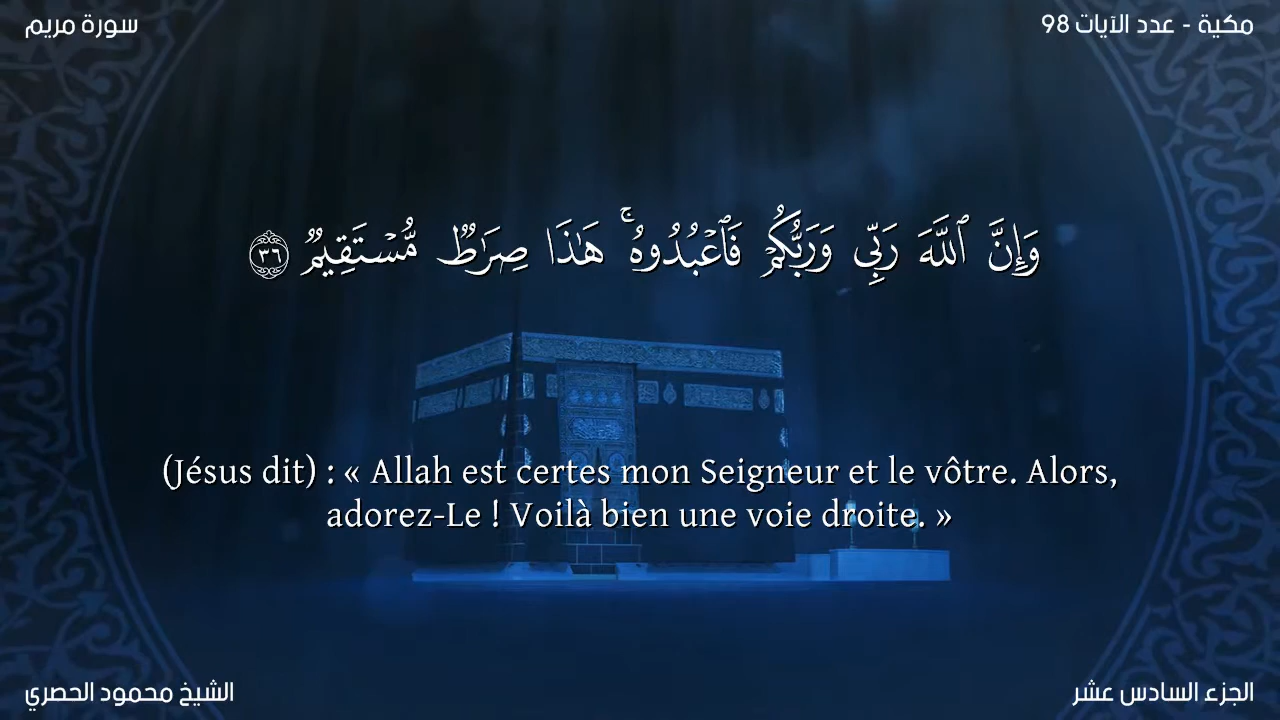 سورة مريم
مكية - عدد الآيات 98
وَإِنَّ ٱللَّهَ رَبِّى وَرَبُّكُمْ فَٱعْبُدُوهُ ۚ هَـٰذَا صِرَٰطٌ مُّسْتَقِيمٌ ٣٦
(Jésus dit) : « Allah est certes mon Seigneur et le vôtre. Alors,
adorez-Le ! Voilà bien une voie droite. »
الشيخ محمود الحصري
الجزء السادس عشر